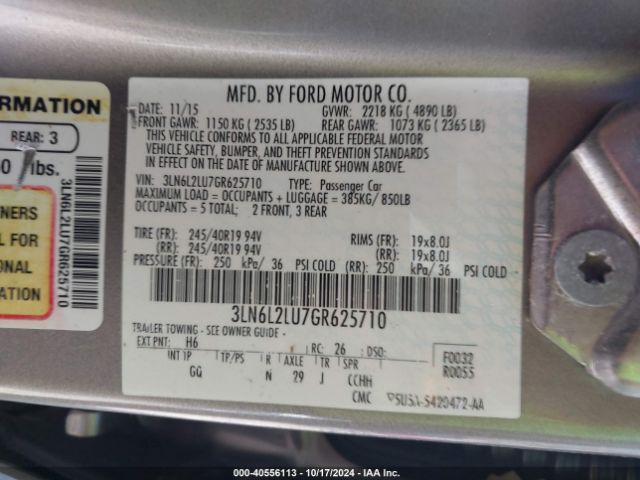 RMATION
REAR: 3
lbs.
NERS
L FOR
ONAL
ATION
3LN6L2LU7GR625710
MFD. BY FORD MOTOR CO.
DATE: 11/15 GVWR: 2218 KG ( 4890 LB)
FRONT GAWR: 1150 KG ( 2535 LB) REAR GAWR: 1073 KG ( 2365 LB)
THIS VEHICLE CONFORMS TO ALL APPLICABLE FEDERAL MOTOR
VEHICLE SAFETY, BUMPER, AND THEFT PREVENTION STANDARDS
IN EFFECT ON THE DATE OF MANUFACTURE SHOWN ABOVE.
VIN: 3LN6L2LU7GR625710 TYPE: Passenger Car
MAXIMUM LOAD = OCCUPANTS + LUGGAGE = 385KG/ 850LB
OCCUPANTS = 5 TOTAL: 2 FRONT, 3 REAR
TIRE (FR): 245/40R19 94V RIMS (FR): 19x8.0J
(RR): 245/40R19 94V (RR): 19x8.0J
PRESSURE (FR): 250 kPa/ 36 PSI COLD (RR): 250 kPa/ 36 PSI COLD
3LN6L2LU7GR625710
TRAILER TOWING - SEE OWNER GUIDE -
EXT PNT: H6 RC: 26 DSO: F0032
INT TP TP/PS R AXLE TR SPR R0055
GQ N 29 J CCHH
CMC 5U5A-5420472-AA
000-40556113 - 10/17/2024 - IAA Inc.